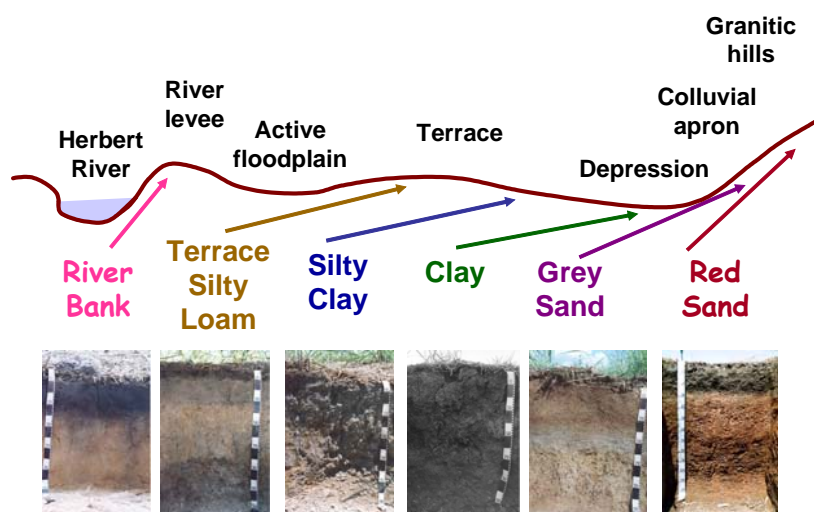 Granitic
hills
River
levee
Colluvial
apron
Herbert
River
Active
floodplain
Terrace
Depression
River
Bank
Terrace
Silty
Loam
Silty
Clay
Clay
Grey
Sand
Red
Sand